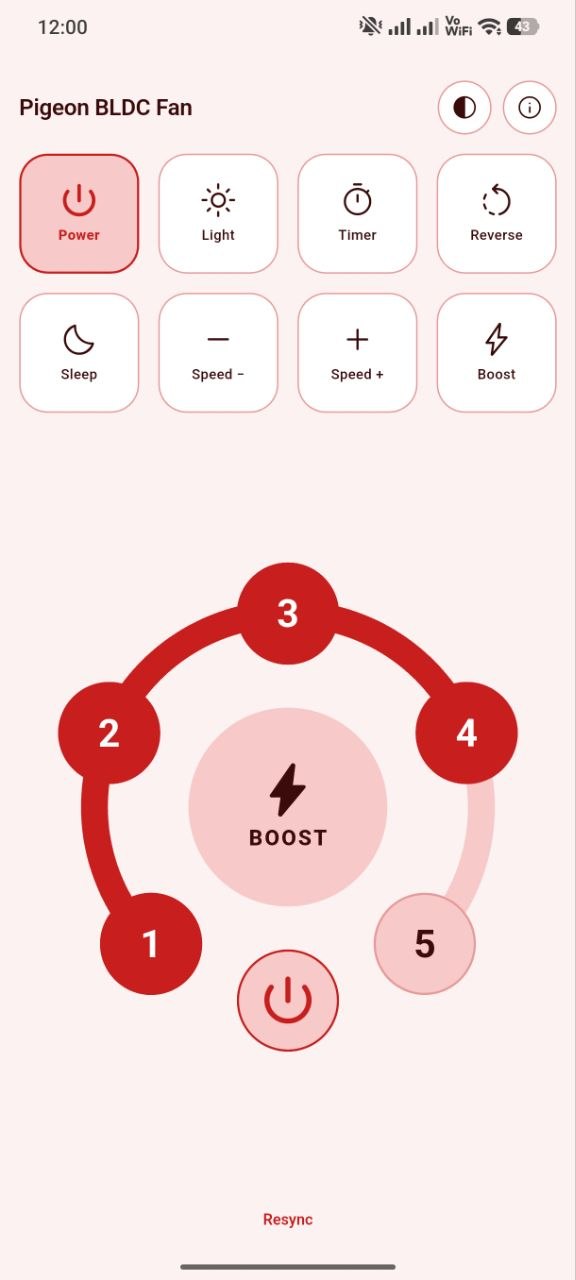 12:00
Vo
WiFi
43
Pigeon BLDC Fan
Power
Light
Timer
Reverse
Sleep
Speed −
Speed +
Boost
3
2
4
BOOST
1
5
Resync